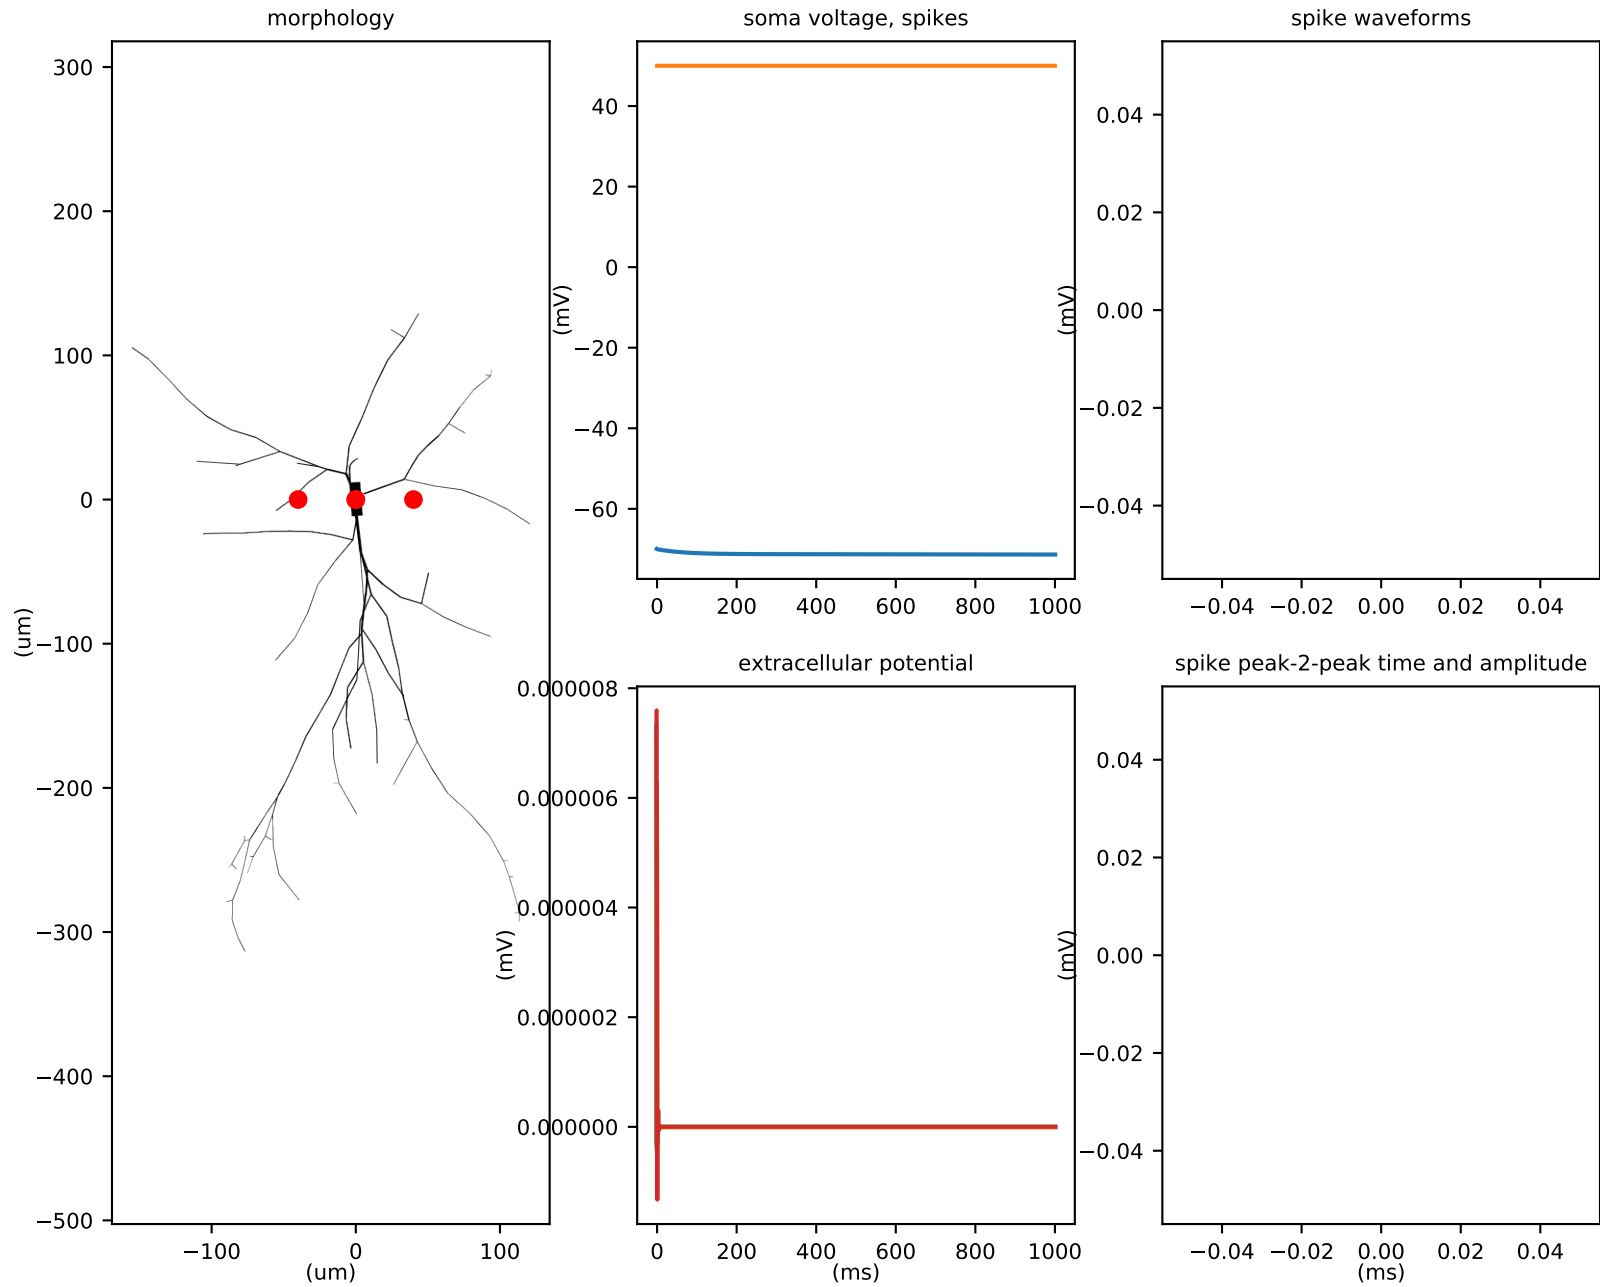 morphology
300
200
100
0
−100
−200
−300
−400
−500
(um)
−100 0 100
(um)
soma voltage, spikes
40
20
0
−20
−40
−60
(mV)
0 200 400 600 800 1000
spike waveforms
0.04
0.02
0.00
−0.02
−0.04
(mV)
−0.04 −0.02 0.00 0.02 0.04
extracellular potential
0.000008
0.000006
0.000004
0.000002
0.000000
(mV)
0 200 400 600 800 1000
(ms)
spike peak-2-peak time and amplitude
0.04
0.02
0.00
−0.02
−0.04
(mV)
−0.04 −0.02 0.00 0.02 0.04
(ms)